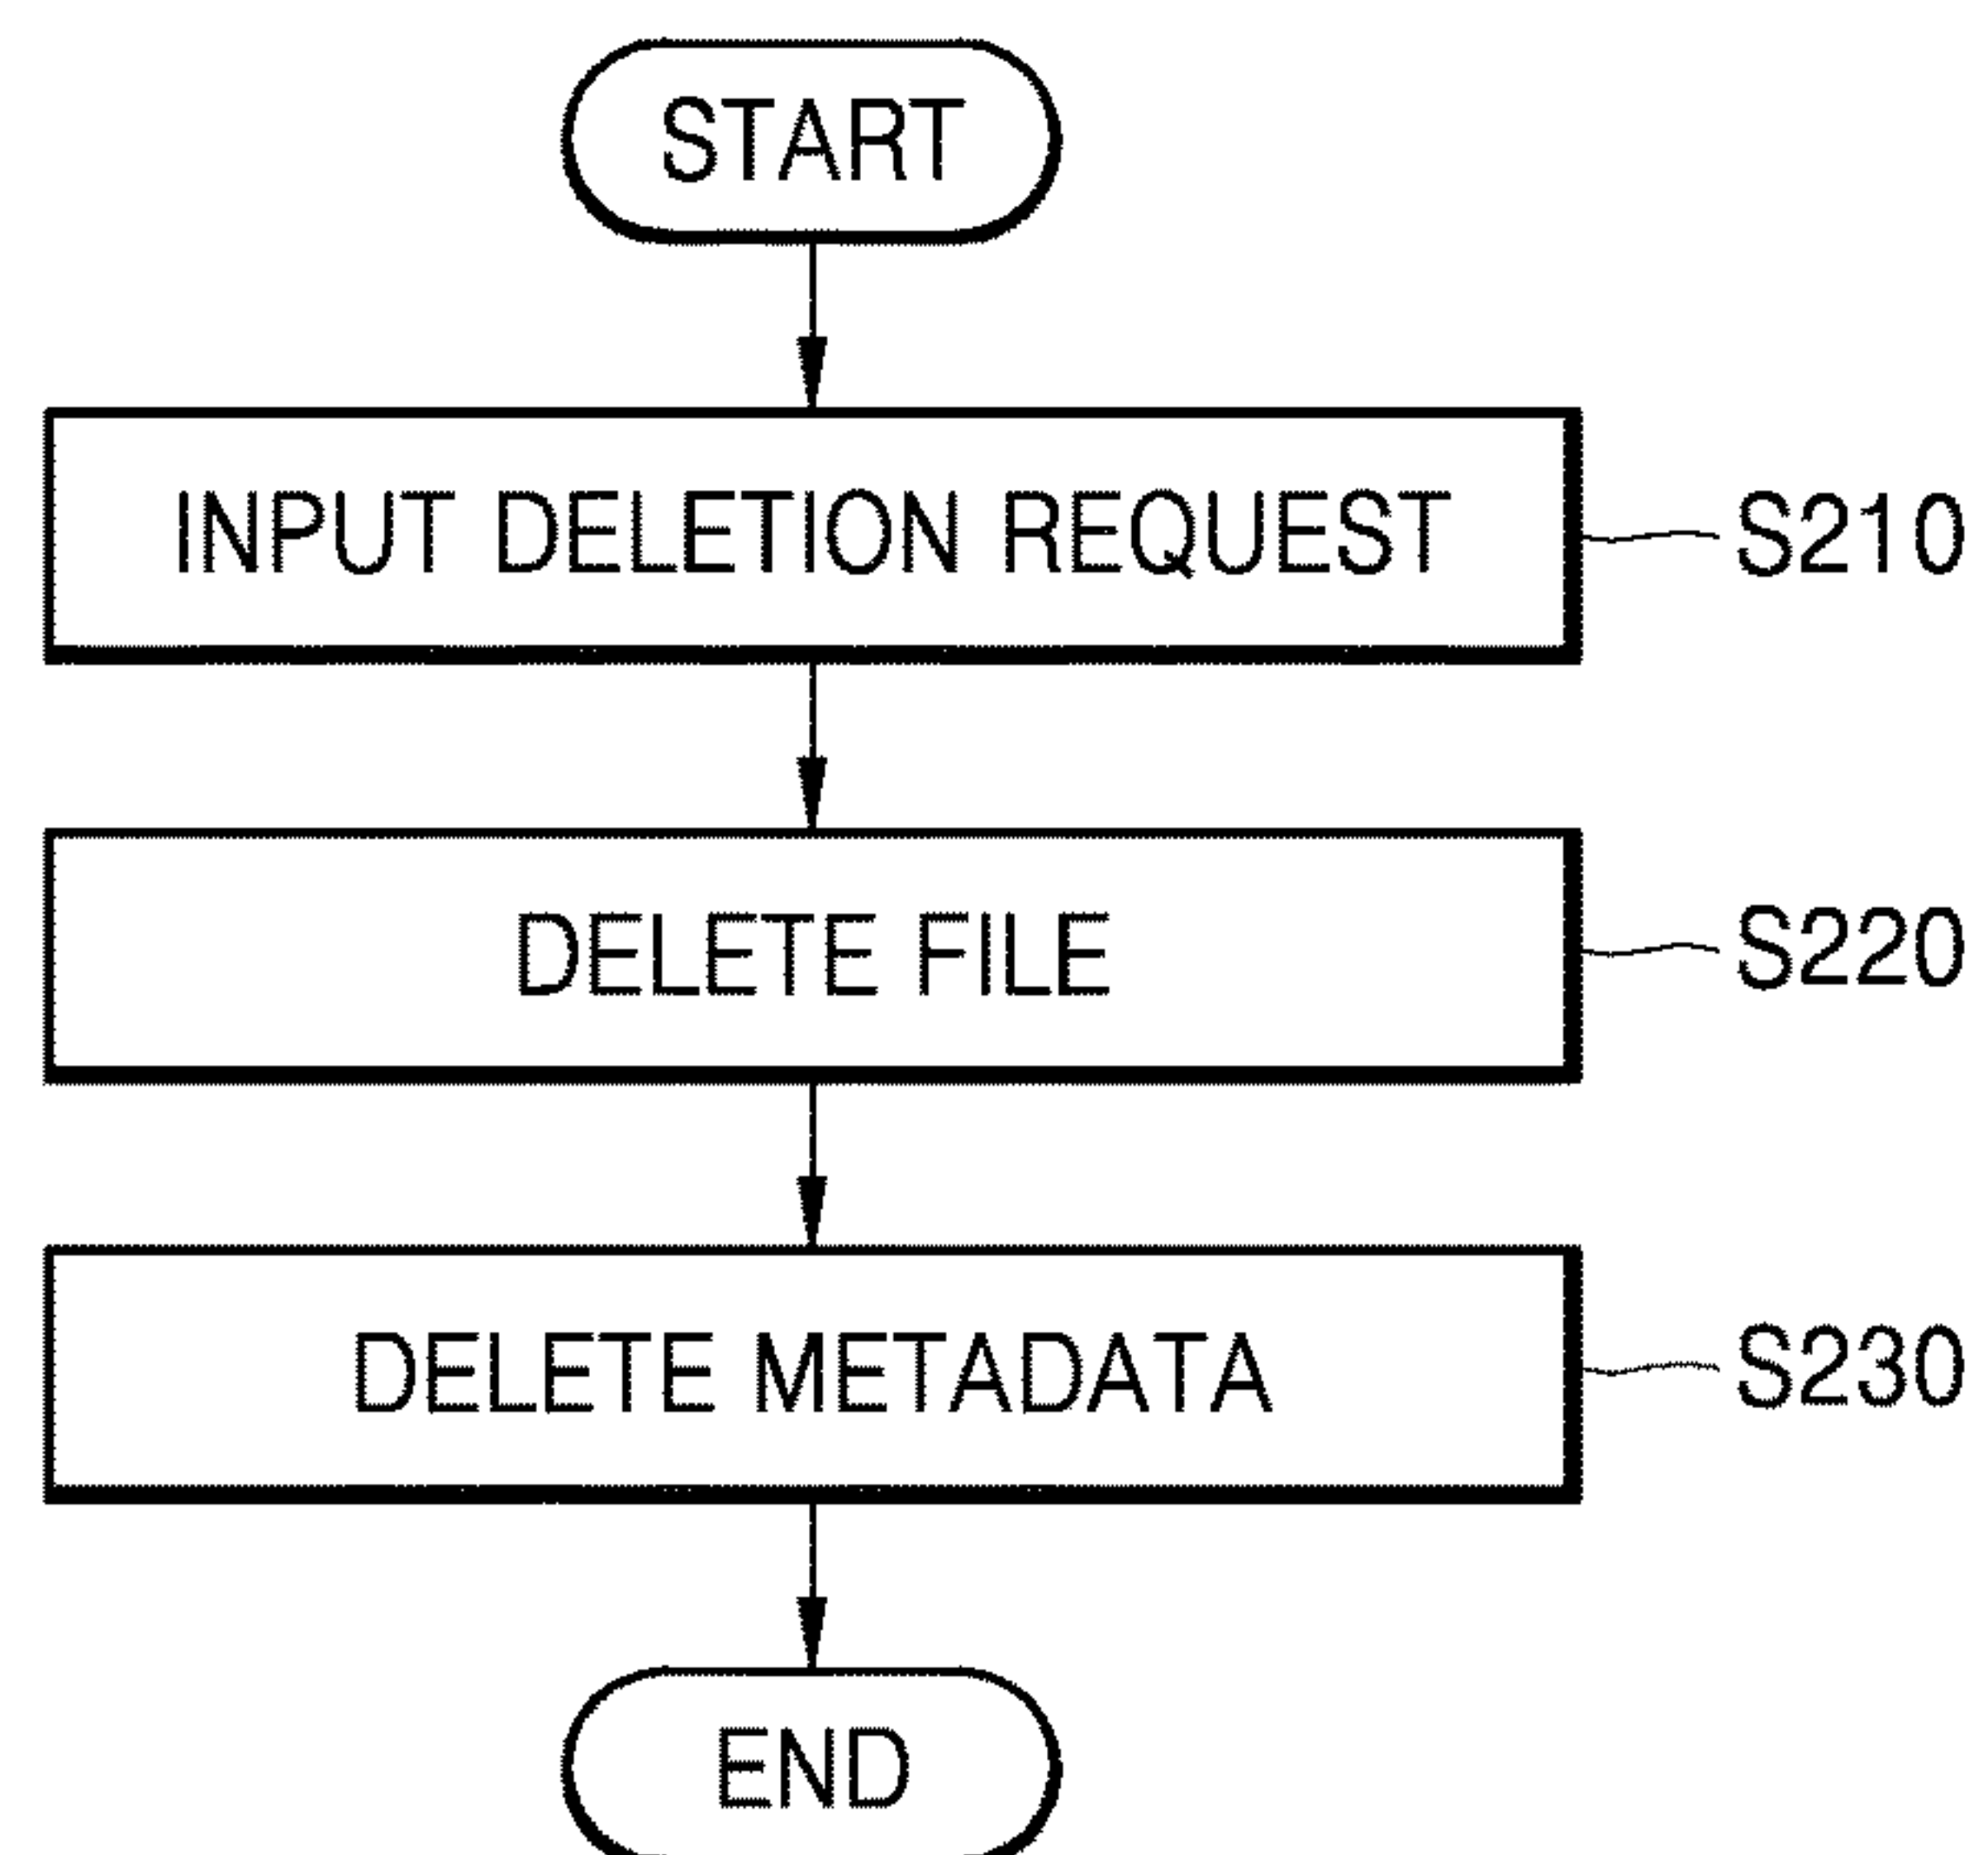 START
INPUT DELETION REQUEST
S210
DELETE FILE
S220
DELETE METADATA
S230
END